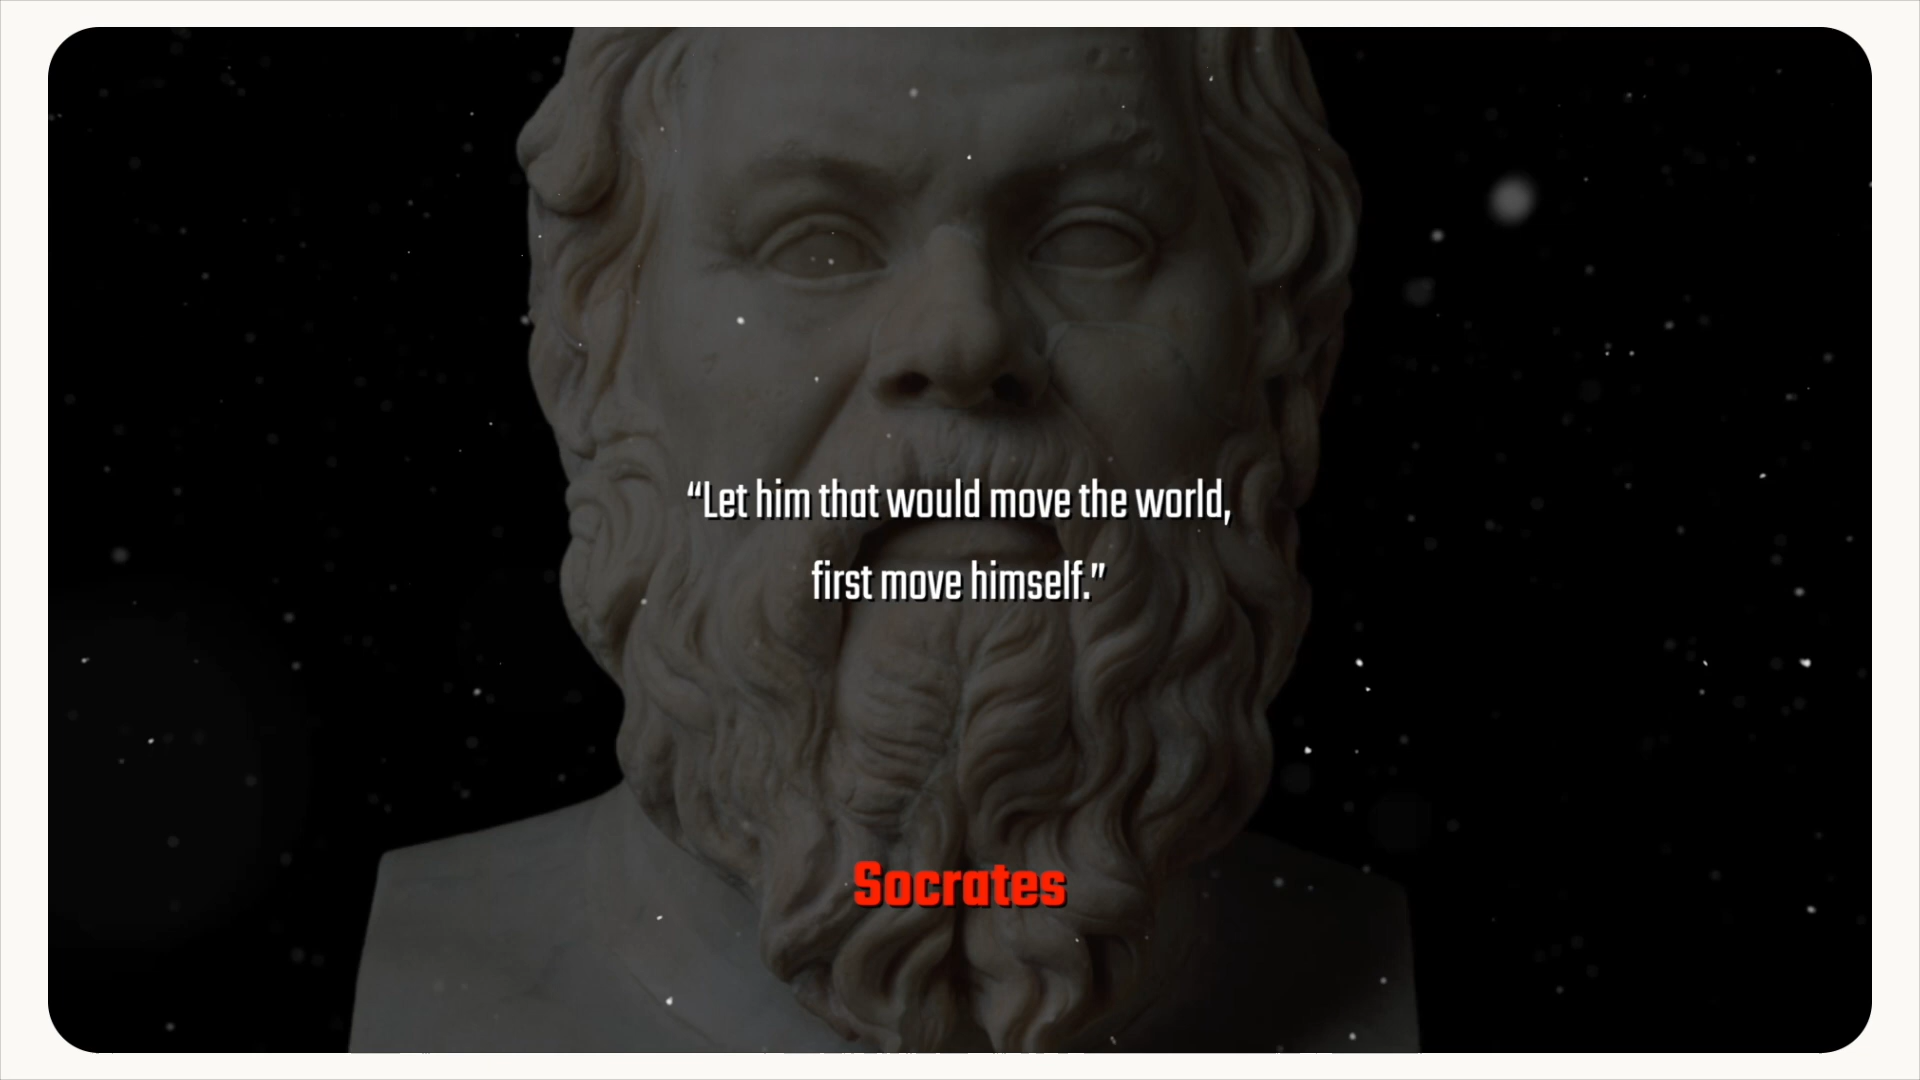 “Let him that would move the world,
first move himself.”
Socrates